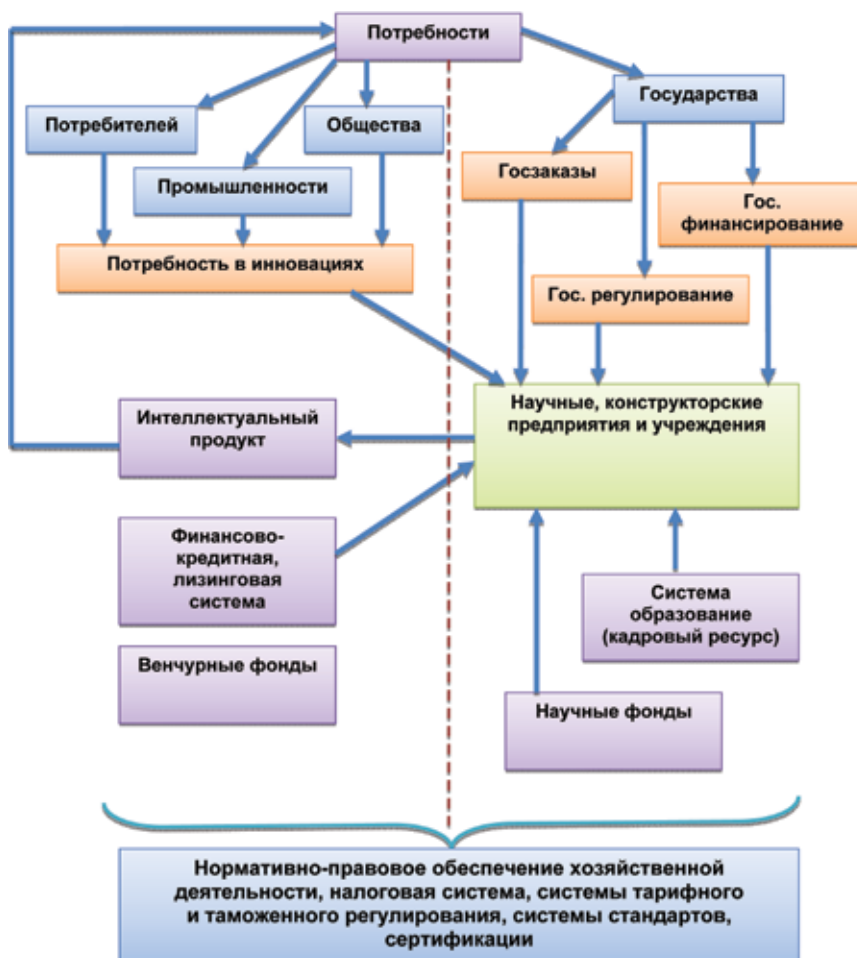 Потребности
Государства
Потребителей
Общества
Промышленности
Госзаказы
Гос.
финансирование
Потребность в инновациях
Гос. регулирование
Научные, конструкторские
предприятия и учреждения
Интеллектуальный
продукт
Финансово-
кредитная,
лизинговая
система
Система
образование
(кадровый ресурс)
Венчурные фонды
Научные фонды
Нормативно-правовое обеспечение хозяйственной
деятельности, налоговая система, системы тарифного
и таможенного регулирования, системы стандартов,
сертификации